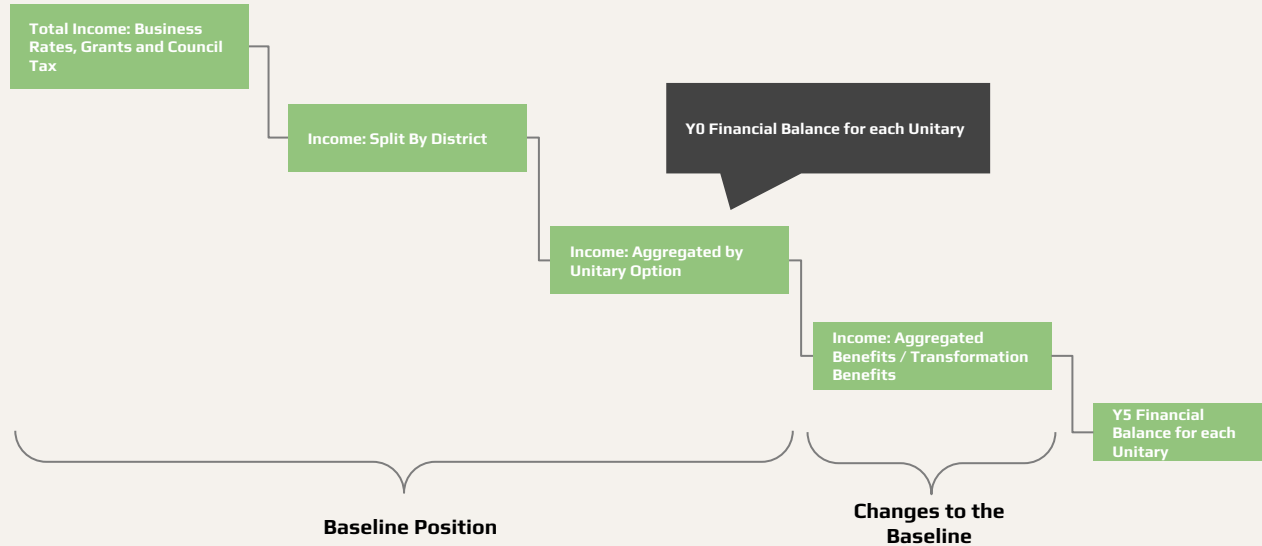 Total Income: Business
Rates, Grants and Council
Tax
Income: Split By District
Y0 Financial Balance for each Unitary
Income: Aggregated by
Unitary Option
Income: Aggregated
Benefits / Transformation
Benefits
Y5 Financial
Balance for each
Unitary
Baseline Position
Changes to the
Baseline